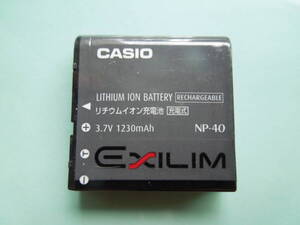 CASIO
LITHIUM ION BATTERY RECHARGEABLE
リチウムイオン充電池 充電式
3.7V 1230mAh NP-40
T
EXILIM